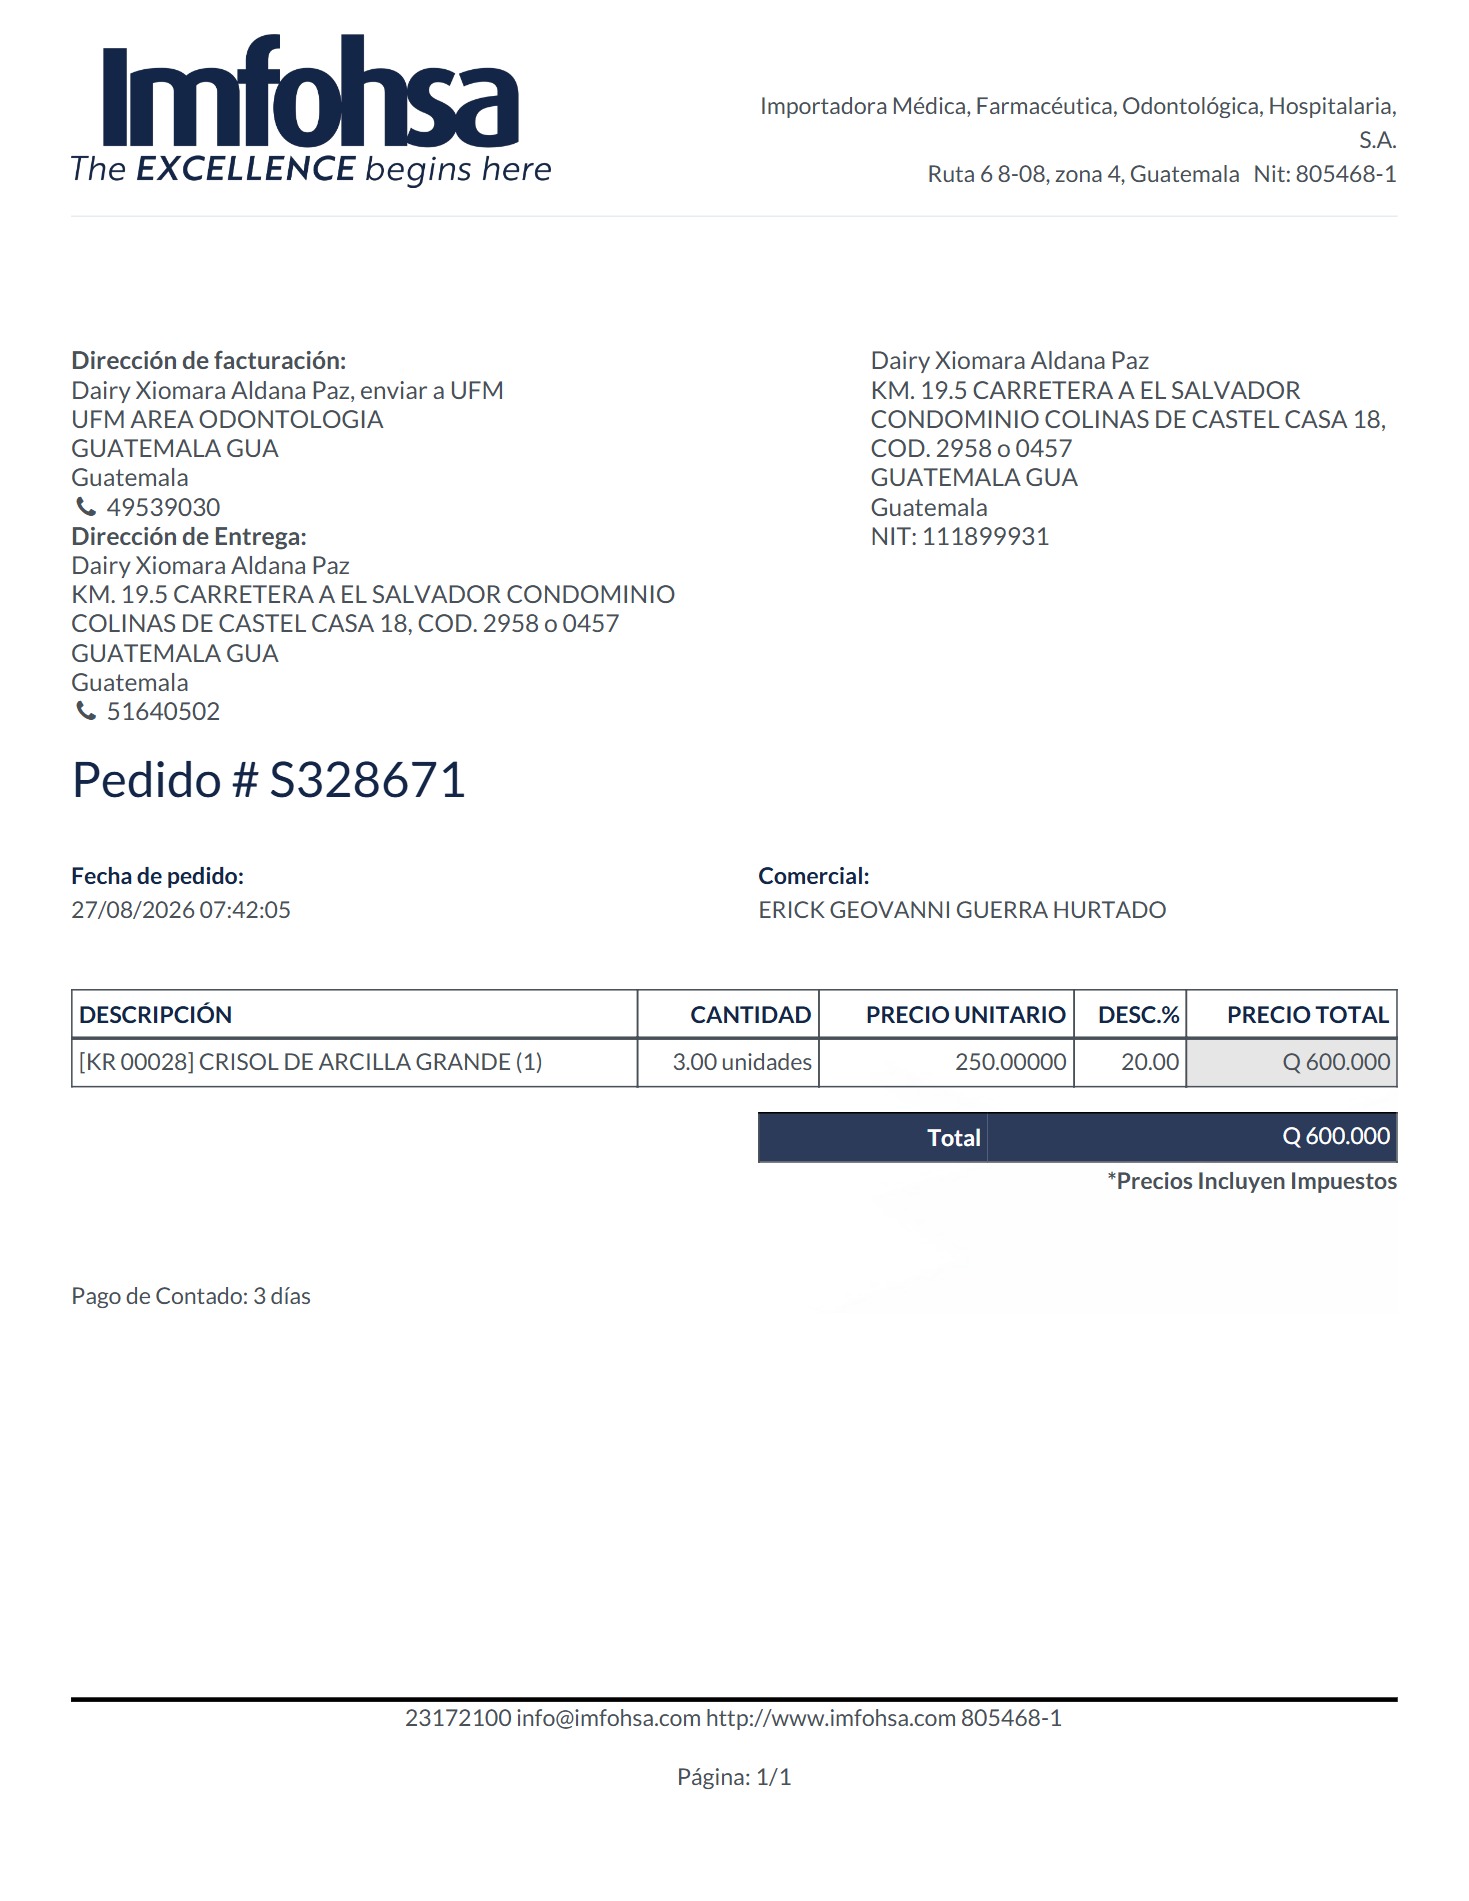 Imfohsa
The EXCELLENCE begins here
Importadora Médica, Farmacéutica, Odontológica, Hospitalaria,
S.A.
Ruta 6 8-08, zona 4, Guatemala Nit: 805468-1
Dirección de facturación:
Dairy Xiomara Aldana Paz, enviar a UFM
UFM AREA ODONTOLOGIA
GUATEMALA GUA
Guatemala
49539030
Dirección de Entrega:
Dairy Xiomara Aldana Paz
KM. 19.5 CARRETERA A EL SALVADOR CONDOMINIO
COLINAS DE CASTEL CASA 18, COD. 2958 o 0457
GUATEMALA GUA
Guatemala
51640502
Dairy Xiomara Aldana Paz
KM. 19.5 CARRETERA A EL SALVADOR
CONDOMINIO COLINAS DE CASTEL CASA 18,
COD. 2958 o 0457
GUATEMALA GUA
Guatemala
NIT: 111899931
Pedido # S328671
Fecha de pedido:
27/08/2026 07:42:05
Comercial:
ERICK GEOVANNI GUERRA HURTADO
DESCRIPCIÓN CANTIDAD PRECIO UNITARIO DESC.% PRECIO TOTAL
[KR 00028] CRISOL DE ARCILLA GRANDE (1) 3.00 unidades 250.00000 20.00 Q 600.000
Total Q 600.000
*Precios Incluyen Impuestos
Pago de Contado: 3 días
23172100 info@imfohsa.com http://www.imfohsa.com 805468-1
Página: 1/1